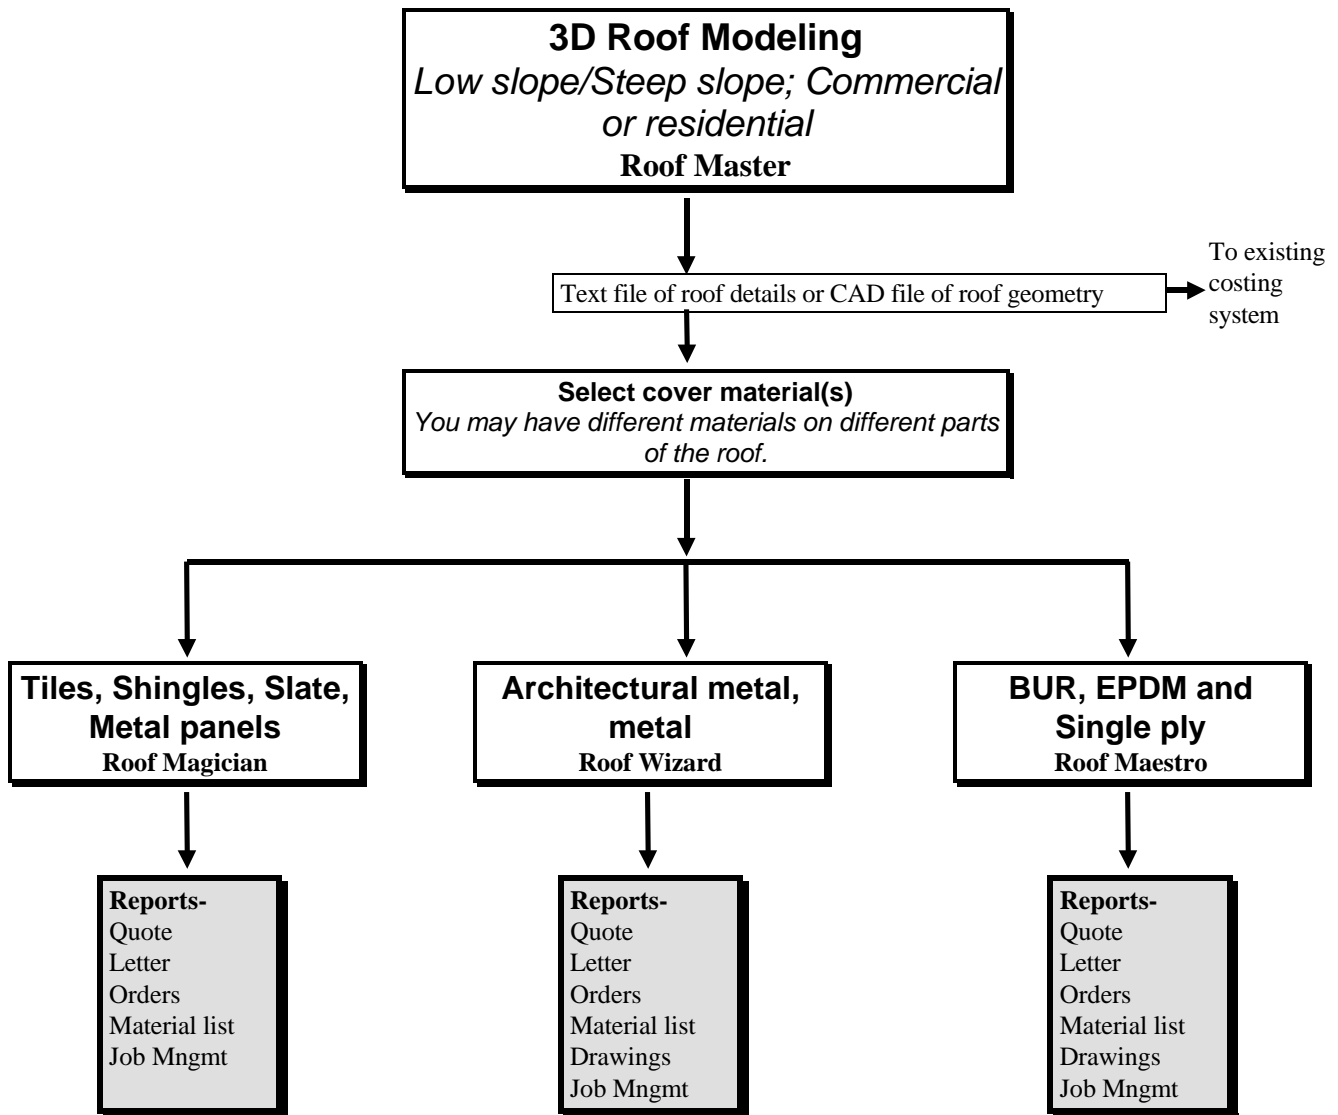 3D Roof Modeling
Low slope/Steep slope; Commercial
or residential
Roof Master
To existing
costing
system
Text file of roof details or CAD file of roof geometry
Select cover material(s)
You may have different materials on different parts
of the roof.
Tiles, Shingles, Slate,
Metal panels
Roof Magician
Architectural metal,
metal
Roof Wizard
BUR, EPDM and
Single ply
Roof Maestro
Reports-
Quote
Letter
Orders
Material list
Job Mngmt
Reports-
Quote
Letter
Orders
Material list
Drawings
Job Mngmt
Reports-
Quote
Letter
Orders
Material list
Drawings
Job Mngmt